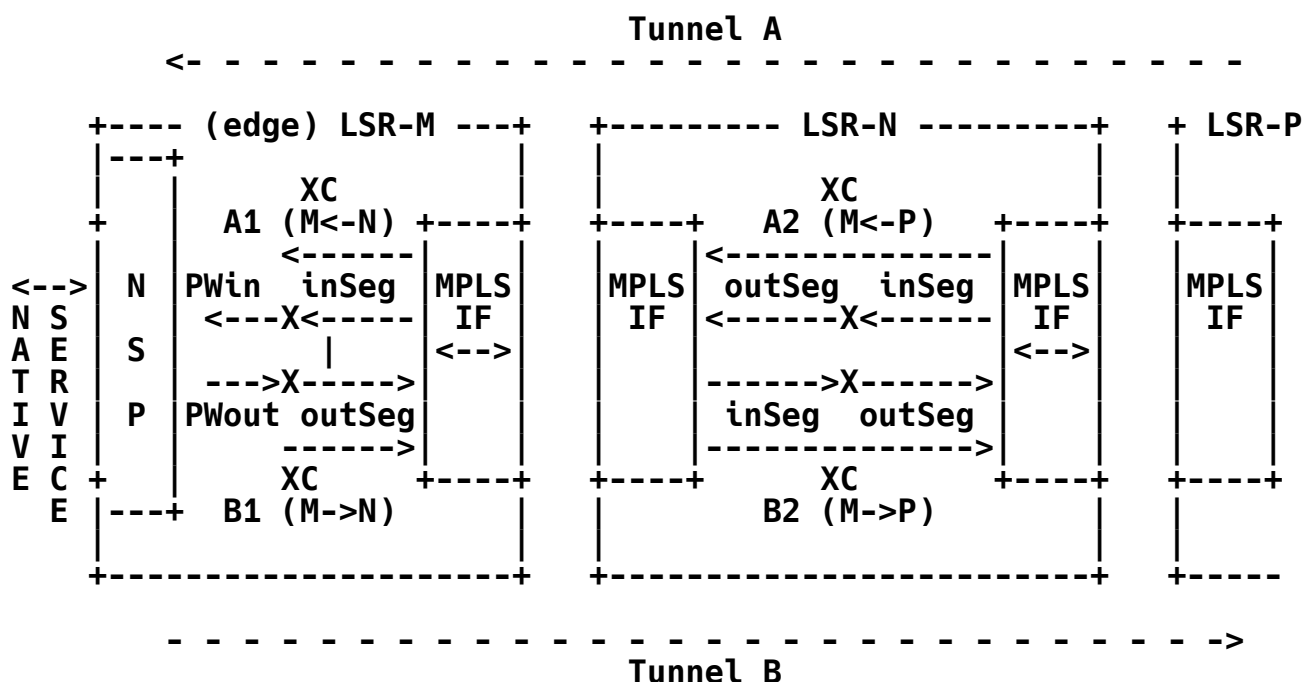 Tunnel A
        <- - - - - - - - - - - - - - - - - - - - - - - - - - - -

    +---- (edge) LSR-M ---+   +--------- LSR-N ---------+   + LSR-P
    |---+                 |   |                         |   |
    |   |      XC         |   |           XC            |   |
    +   |  A1 (M<-N) +----+   +----+   A2 (M<-P)   +----+   +----+
    |   |     <------|    |   |    |<--------------|    |   |    |
<-->| N |PWin  inSeg |MPLS|   |MPLS| outSeg  inSeg |MPLS|   |MPLS|
N S |   | <---X<-----| IF |   | IF |<------X<------| IF |   | IF |
A E | S |       |    |<-->|   |    |               |<-->|   |    |
T R |   | --->X----->|    |   |    |------>X------>|    |   |    |
I V | P |PWout outSeg|    |   |    | inSeg  outSeg |    |   |    |
V I |   |     ------>|    |   |    |-------------->|    |   |    |
E C +   |     XC     +----+   +----+      XC       +----+   +----+
  E |---+  B1 (M->N)      |   |        B2 (M->P)        |   |
    |                     |   |                         |   |
    +---------------------+   +-------------------------+   +-----

        - - - - - - - - - - - - - - - - - - - - - - - - - - - ->
                                Tunnel B